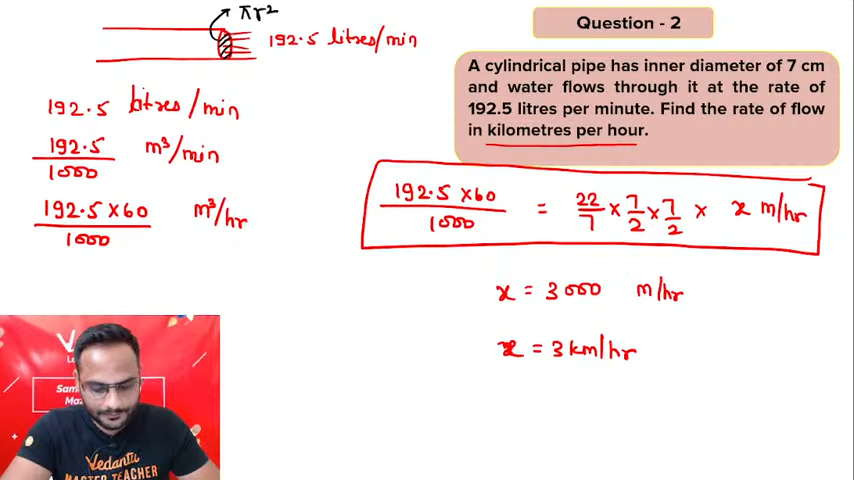 πr²
192.5 litres/min
Question - 2
A cylindrical pipe has inner diameter of 7 cm
and water flows through it at the rate of
192.5 litres per minute. Find the rate of flow
in kilometres per hour.
192.5 litres/min
192.5/1000 m³/min
192.5 × 60/1000 m³/hr
192.5 × 60/1000 = 22/7 × 7/2 × 7/2 × x m/hr
x = 3000 m/hr
x = 3 km/hr
Vedantu
MASTER TEACHER